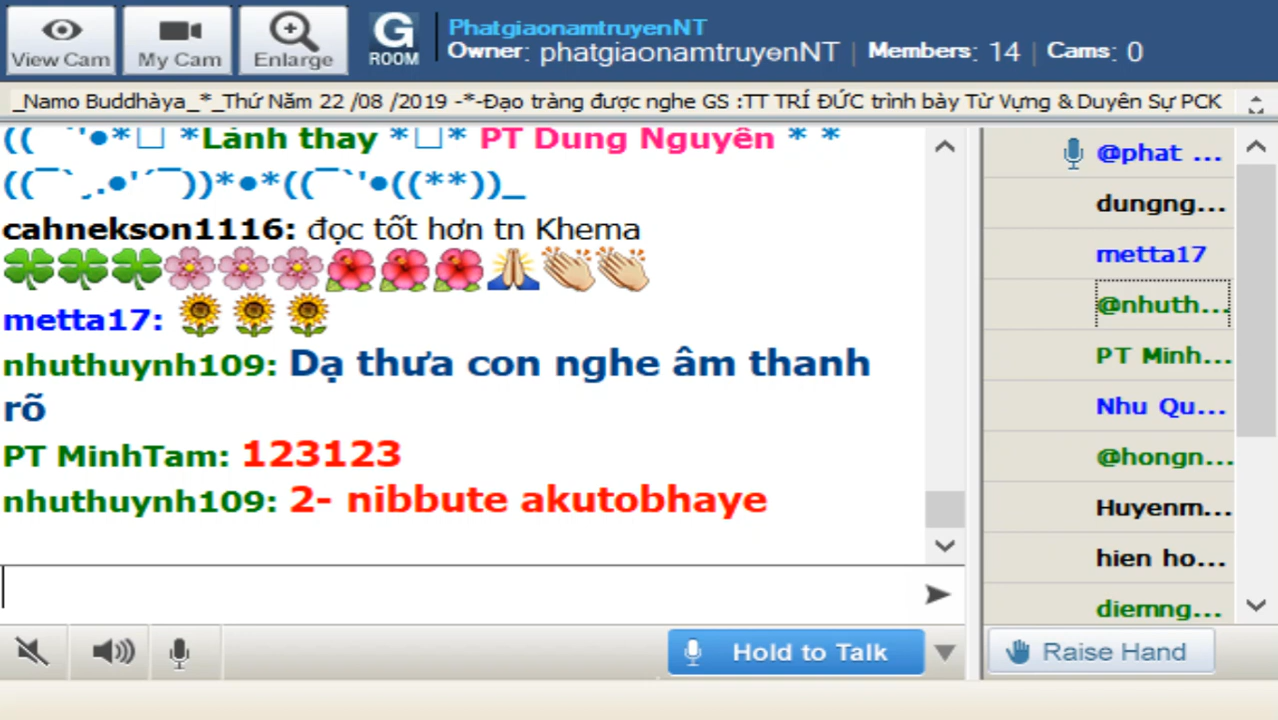 View Cam
My Cam
Enlarge
G
ROOM
PhatgiaonamtruyenNT
Owner: phatgiaonamtruyenNT | Members: 14 | Cams: 0
_Namo Buddhàya_*_Thứ Năm 22 /08 /2019 -*-Đạo tràng được nghe GS :TT TRÍ ĐỨC trình bày Từ Vựng & Duyên Sự PCK
(( ¯`'●*□ *Lành thay *□* PT Dung Nguyên * *
((¯`¸.●'´¯))*●*((¯`'●((**))_
cahnekson1116: đọc tốt hơn tn Khema
🍀🍀🍀🌸🌸🌸🌺🌺🌺🙏👏👏
metta17: 🌻🌻🌻
nhuthuynh109: Dạ thưa con nghe âm thanh
rõ
PT MinhTam: 123123
nhuthuynh109: 2- nibbute akutobhaye
@phat ...
dungng...
metta17
@nhuth...
PT Minh...
Nhu Qu...
@hongn...
Huyenm...
hien ho...
diemng...
Hold to Talk
Raise Hand